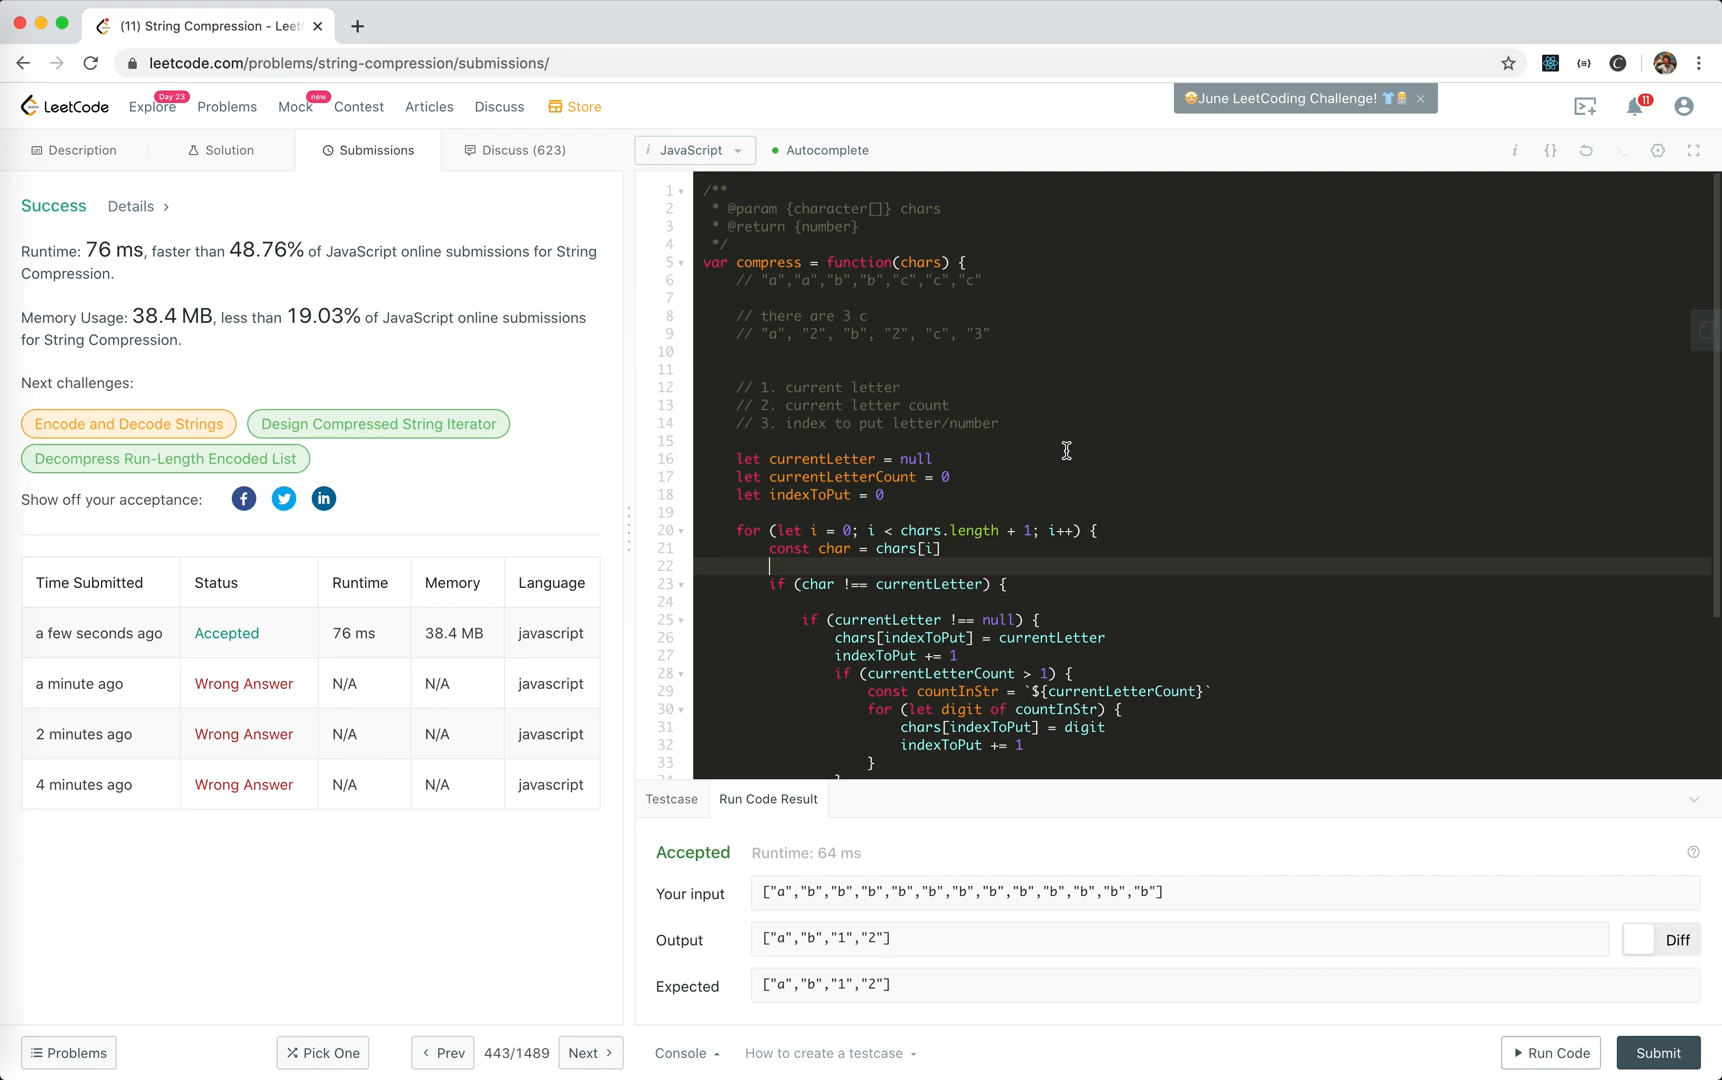 (11) String Compression - Leet
leetcode.com/problems/string-compression/submissions/
LeetCode
Explore
Day 23
Problems
Mock
new
Contest
Articles
Discuss
Store
😄June LeetCoding Challenge! 👕
11
Description
Solution
Submissions
Discuss (623)
i JavaScript
Autocomplete
Success
Details
Runtime: 76 ms, faster than 48.76% of JavaScript online submissions for String
Compression.
Memory Usage: 38.4 MB, less than 19.03% of JavaScript online submissions
for String Compression.
Next challenges:
Encode and Decode Strings
Design Compressed String Iterator
Decompress Run-Length Encoded List
Show off your acceptance:
Time Submitted Status Runtime Memory Language
a few seconds ago Accepted 76 ms 38.4 MB javascript
a minute ago Wrong Answer N/A N/A javascript
2 minutes ago Wrong Answer N/A N/A javascript
4 minutes ago Wrong Answer N/A N/A javascript
Problems
Pick One
Prev
443/1489
Next
1 /**
2 * @param {character[]} chars
3 * @return {number}
4 */
5 var compress = function(chars) {
6 // "a","a","b","b","c","c","c"
7
8 // there are 3 c
9 // "a", "2", "b", "2", "c", "3"
10
11
12 // 1. current letter
13 // 2. current letter count
14 // 3. index to put letter/number
15
16 let currentLetter = null
17 let currentLetterCount = 0
18 let indexToPut = 0
19
20 for (let i = 0; i < chars.length + 1; i++) {
21 const char = chars[i]
22
23 if (char !== currentLetter) {
24
25 if (currentLetter !== null) {
26 chars[indexToPut] = currentLetter
27 indexToPut += 1
28 if (currentLetterCount > 1) {
29 const countInStr = `${currentLetterCount}`
30 for (let digit of countInStr) {
31 chars[indexToPut] = digit
32 indexToPut += 1
33 }
Testcase
Run Code Result
Accepted Runtime: 64 ms
Your input ["a","b","b","b","b","b","b","b","b","b","b","b","b"]
Output ["a","b","1","2"]
Diff
Expected ["a","b","1","2"]
Console
How to create a testcase
Run Code
Submit